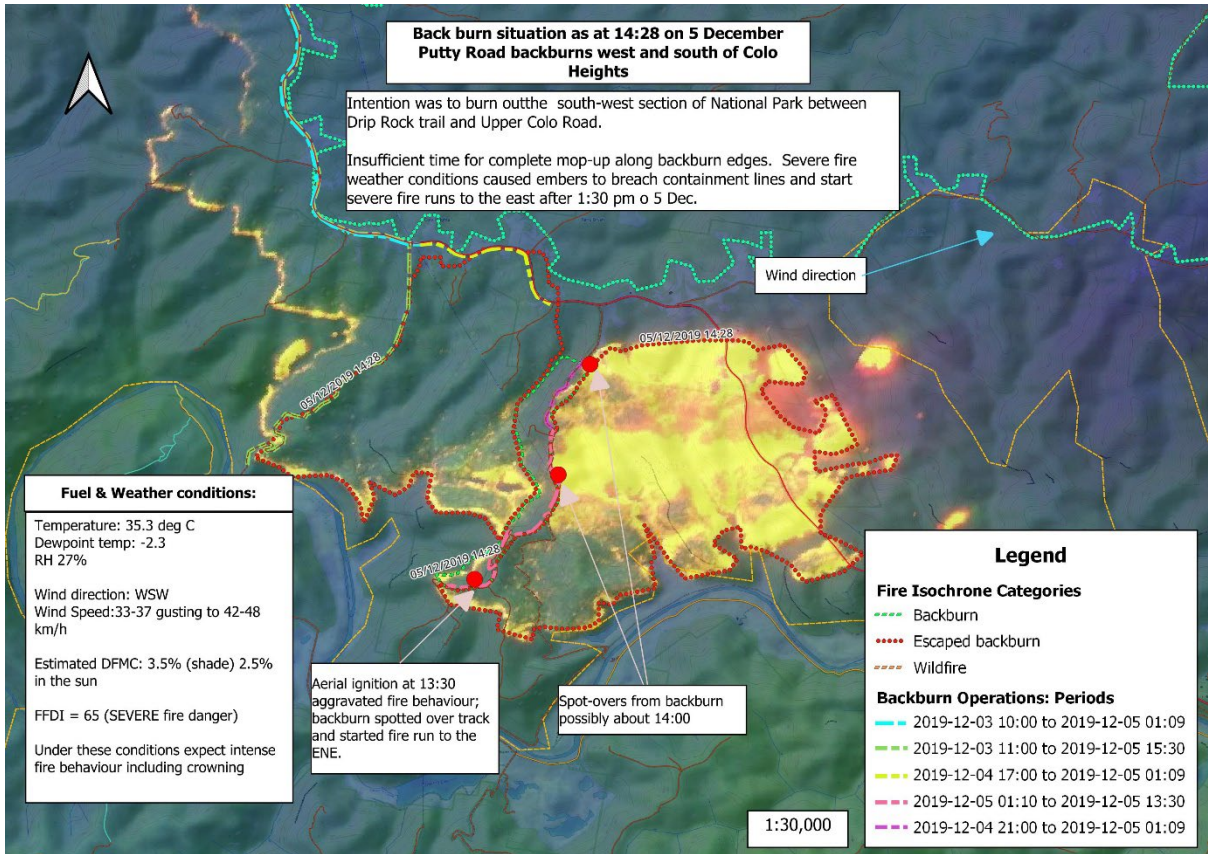 Back burn situation as at 14:28 on 5 December
Putty Road backburns west and south of Colo
Heights
Intention was to burn outthe  south-west section of National Park between
Drip Rock trail and Upper Colo Road.
Insufficient time for complete mop-up along backburn edges.  Severe fire
weather conditions caused embers to breach containment lines and start
severe fire runs to the east after 1:30 pm o 5 Dec.
Wind direction
05/12/2019 14:28
05/12/2019 14:28
05/12/2019 14:28
Fuel & Weather conditions:
Temperature: 35.3 deg C
Dewpoint temp: -2.3
RH 27%
Wind direction: WSW
Wind Speed:33-37 gusting to 42-48
km/h
Estimated DFMC: 3.5% (shade) 2.5%
in the sun
FFDI = 65 (SEVERE fire danger)
Under these conditions expect intense
fire behaviour including crowning
Aerial ignition at 13:30
aggravated fire behaviour;
backburn spotted over track
and started fire run to the
ENE.
Spot-overs from backburn
possibly about 14:00
1:30,000
Legend
Fire Isochrone Categories
Backburn
Escaped backburn
Wildfire
Backburn Operations: Periods
2019-12-03 10:00 to 2019-12-05 01:09
2019-12-03 11:00 to 2019-12-05 15:30
2019-12-04 17:00 to 2019-12-05 01:09
2019-12-05 01:10 to 2019-12-05 13:30
2019-12-04 21:00 to 2019-12-05 01:09